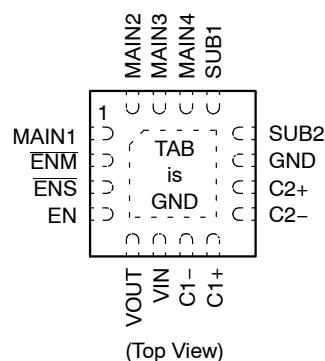 MAIN2
MAIN3
MAIN4
SUB1
1
MAIN1
ENM
ENS
EN
TAB
is
GND
SUB2
GND
C2+
C2−
VOUT
VIN
C1−
C1+
(Top View)